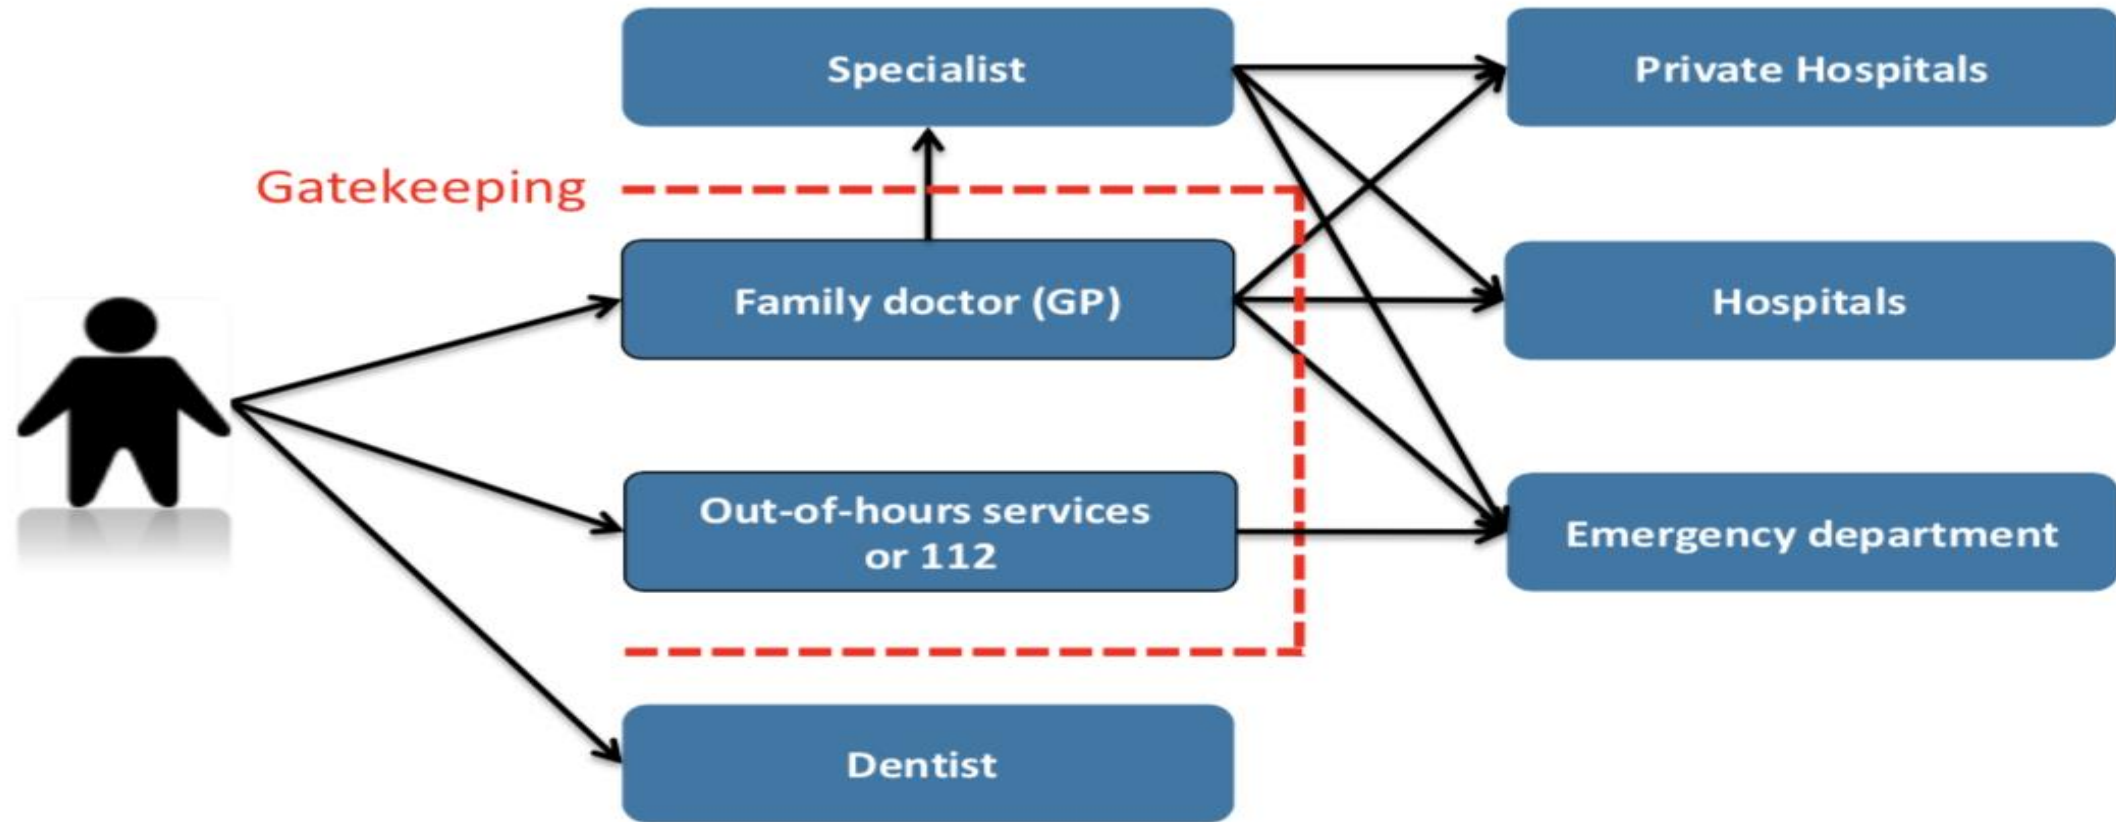 Specialist
Private Hospitals
Gatekeeping
Family doctor (GP)
Hospitals
Out-of-hours services
or 112
Emergency department
Dentist